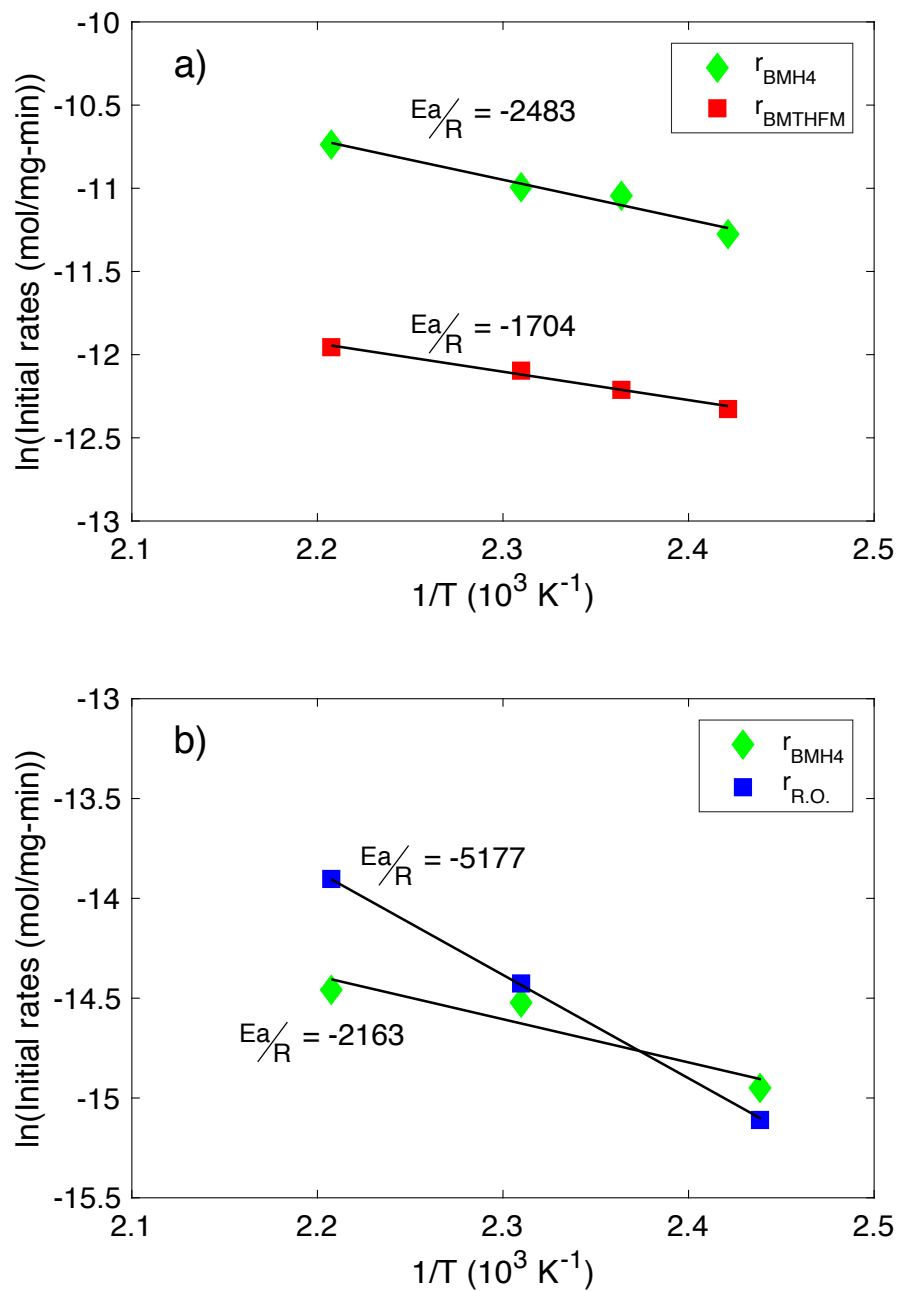 a)
r_BMH4
r_BMTHFM
Ea/R = -2483
Ea/R = -1704
-10
-10.5
-11
-11.5
-12
-12.5
-13
2.1 2.2 2.3 2.4 2.5
ln(Initial rates (mol/mg-min))
1/T (10^3 K^-1)
b)
r_BMH4
r_R.O.
Ea/R = -5177
Ea/R = -2163
-13
-13.5
-14
-14.5
-15
-15.5
2.1 2.2 2.3 2.4 2.5
ln(Initial rates (mol/mg-min))
1/T (10^3 K^-1)